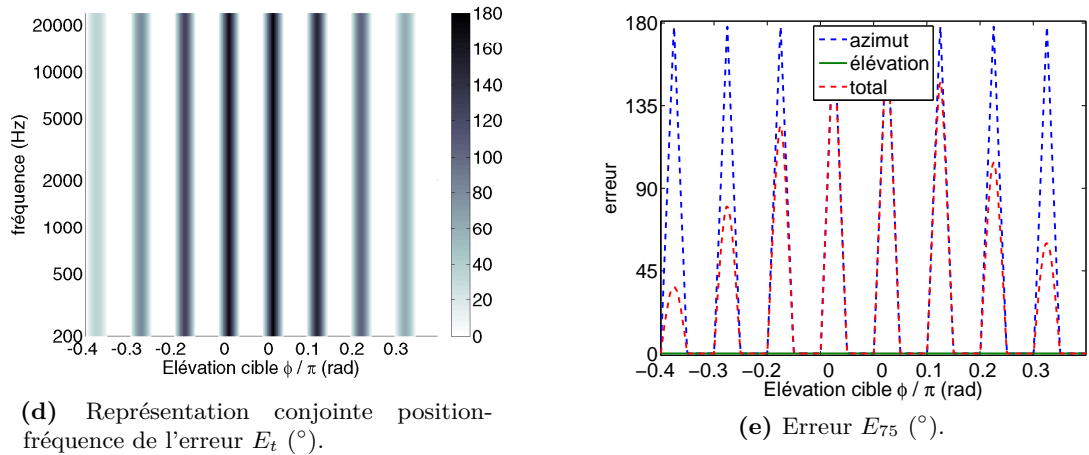 20000
10000
5000
2000
1000
500
200
fréquence (Hz)
-0.4 -0.3 -0.2 0 0 0.1 0.2 0.3
Elévation cible ϕ / π (rad)
180
160
140
120
100
80
60
40
20
0
(d) Représentation conjointe position-
fréquence de l'erreur Et (°).
180
135
90
45
0
erreur
azimut
élévation
total
−0.4 −0.3 −0.2 0 0 0.1 0.2 0.3
Elévation cible ϕ / π (rad)
(e) Erreur E75 (°).